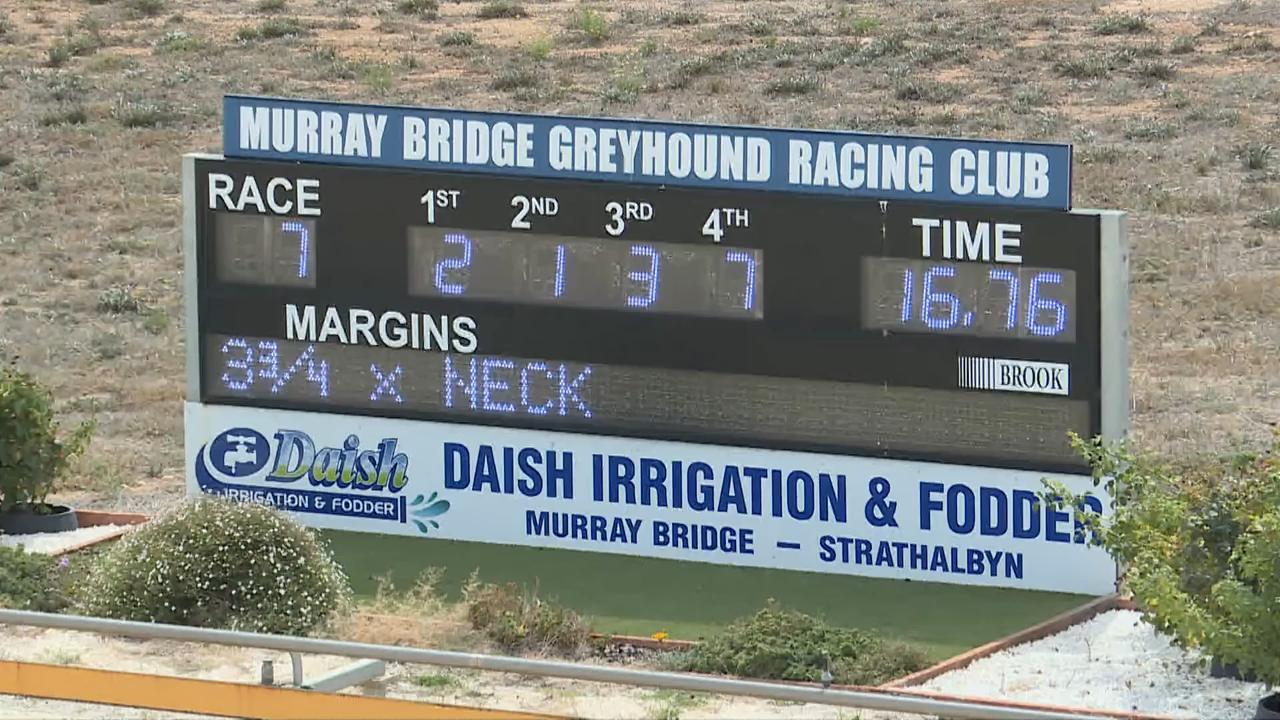 MURRAY BRIDGE GREYHOUND RACING CLUB
RACE 1ST 2ND 3RD 4TH TIME
7 2 1 3 7 16.76
MARGINS
3¾ x NECK
BROOK
Daish
IRRIGATION & FODDER
DAISH IRRIGATION & FODDER
MURRAY BRIDGE – STRATHALBYN